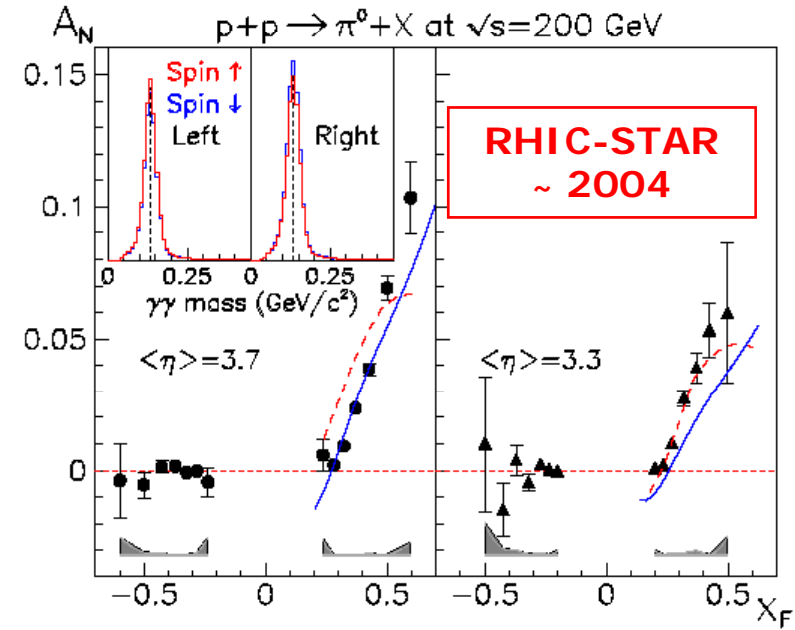 A_N p+p → π⁰+X at √s=200 GeV
0.15
0.1
0.05
0
Spin ↑
Spin ↓
Left
Right
0 0.25 0 0.25
γγ mass (GeV/c²)
RHIC-STAR
~ 2004
<η>=3.7
<η>=3.3
−0.5 0 0.5 −0.5 0 0.5
X_F